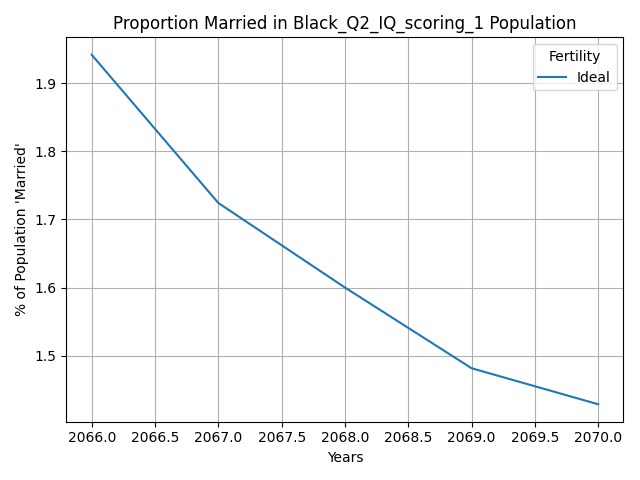 Proportion Married in Black_Q2_IQ_scoring_1 Population
Fertility
Ideal
% of Population 'Married'
1.9
1.8
1.7
1.6
1.5
2066.0 2066.5 2067.0 2067.5 2068.0 2068.5 2069.0 2069.5 2070.0
Years